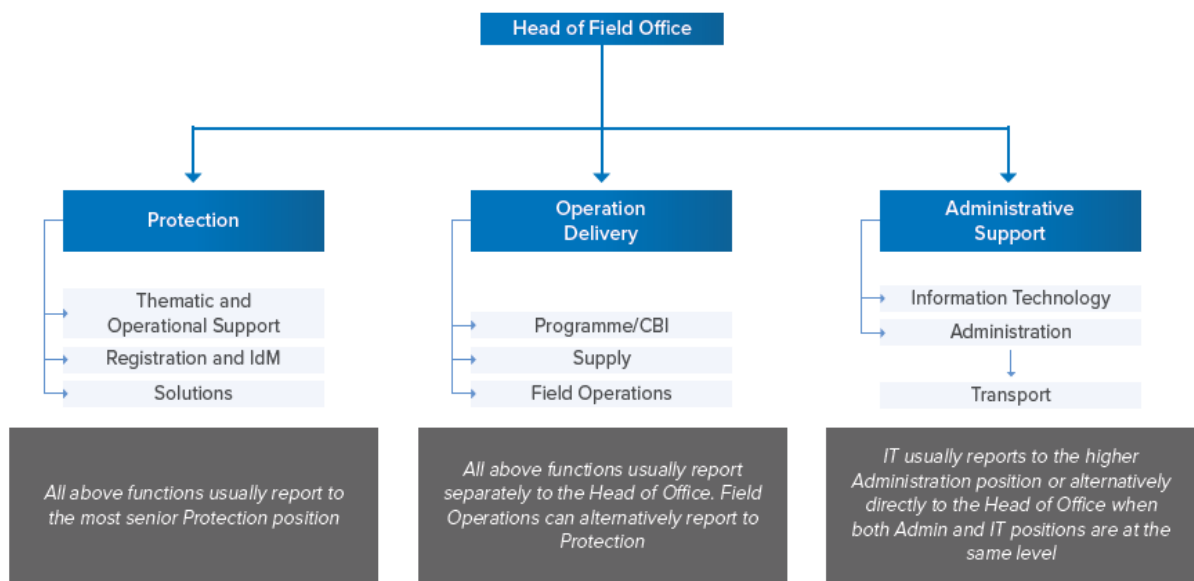 Head of Field Office
Protection
Thematic and
Operational Support
Registration and IdM
Solutions
All above functions usually report to
the most senior Protection position
Operation
Delivery
Programme/CBI
Supply
Field Operations
All above functions usually report
separately to the Head of Office. Field
Operations can alternatively report to
Protection
Administrative
Support
Information Technology
Administration
Transport
IT usually reports to the higher
Administration position or alternatively
directly to the Head of Office when
both Admin and IT positions are at the
same level